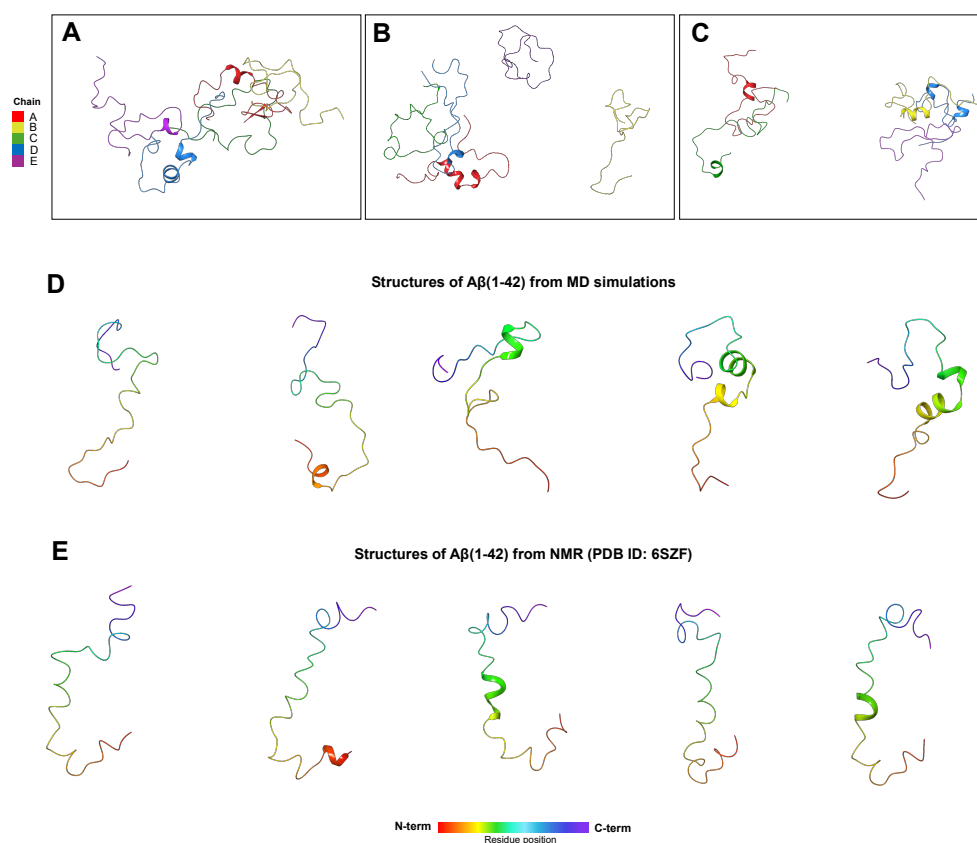 A
B
C
Chain
A
B
C
D
E
D
Structures of Aβ(1-42) from MD simulations
E
Structures of Aβ(1-42) from NMR (PDB ID: 6SZF)
N-term
C-term
Residue position